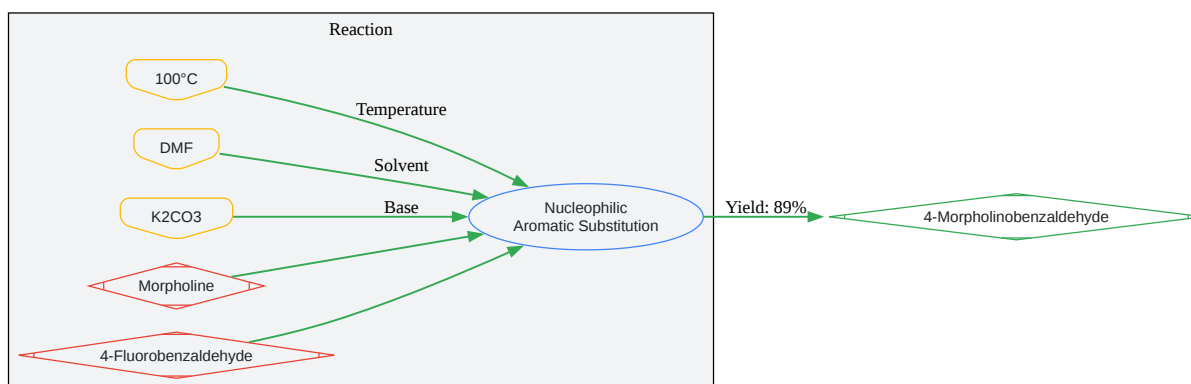 Reaction
100°C
Temperature
DMF
Solvent
K2CO3
Base
Nucleophilic
Aromatic Substitution
Yield: 89%
4-Morpholinobenzaldehyde
Morpholine
4-Fluorobenzaldehyde